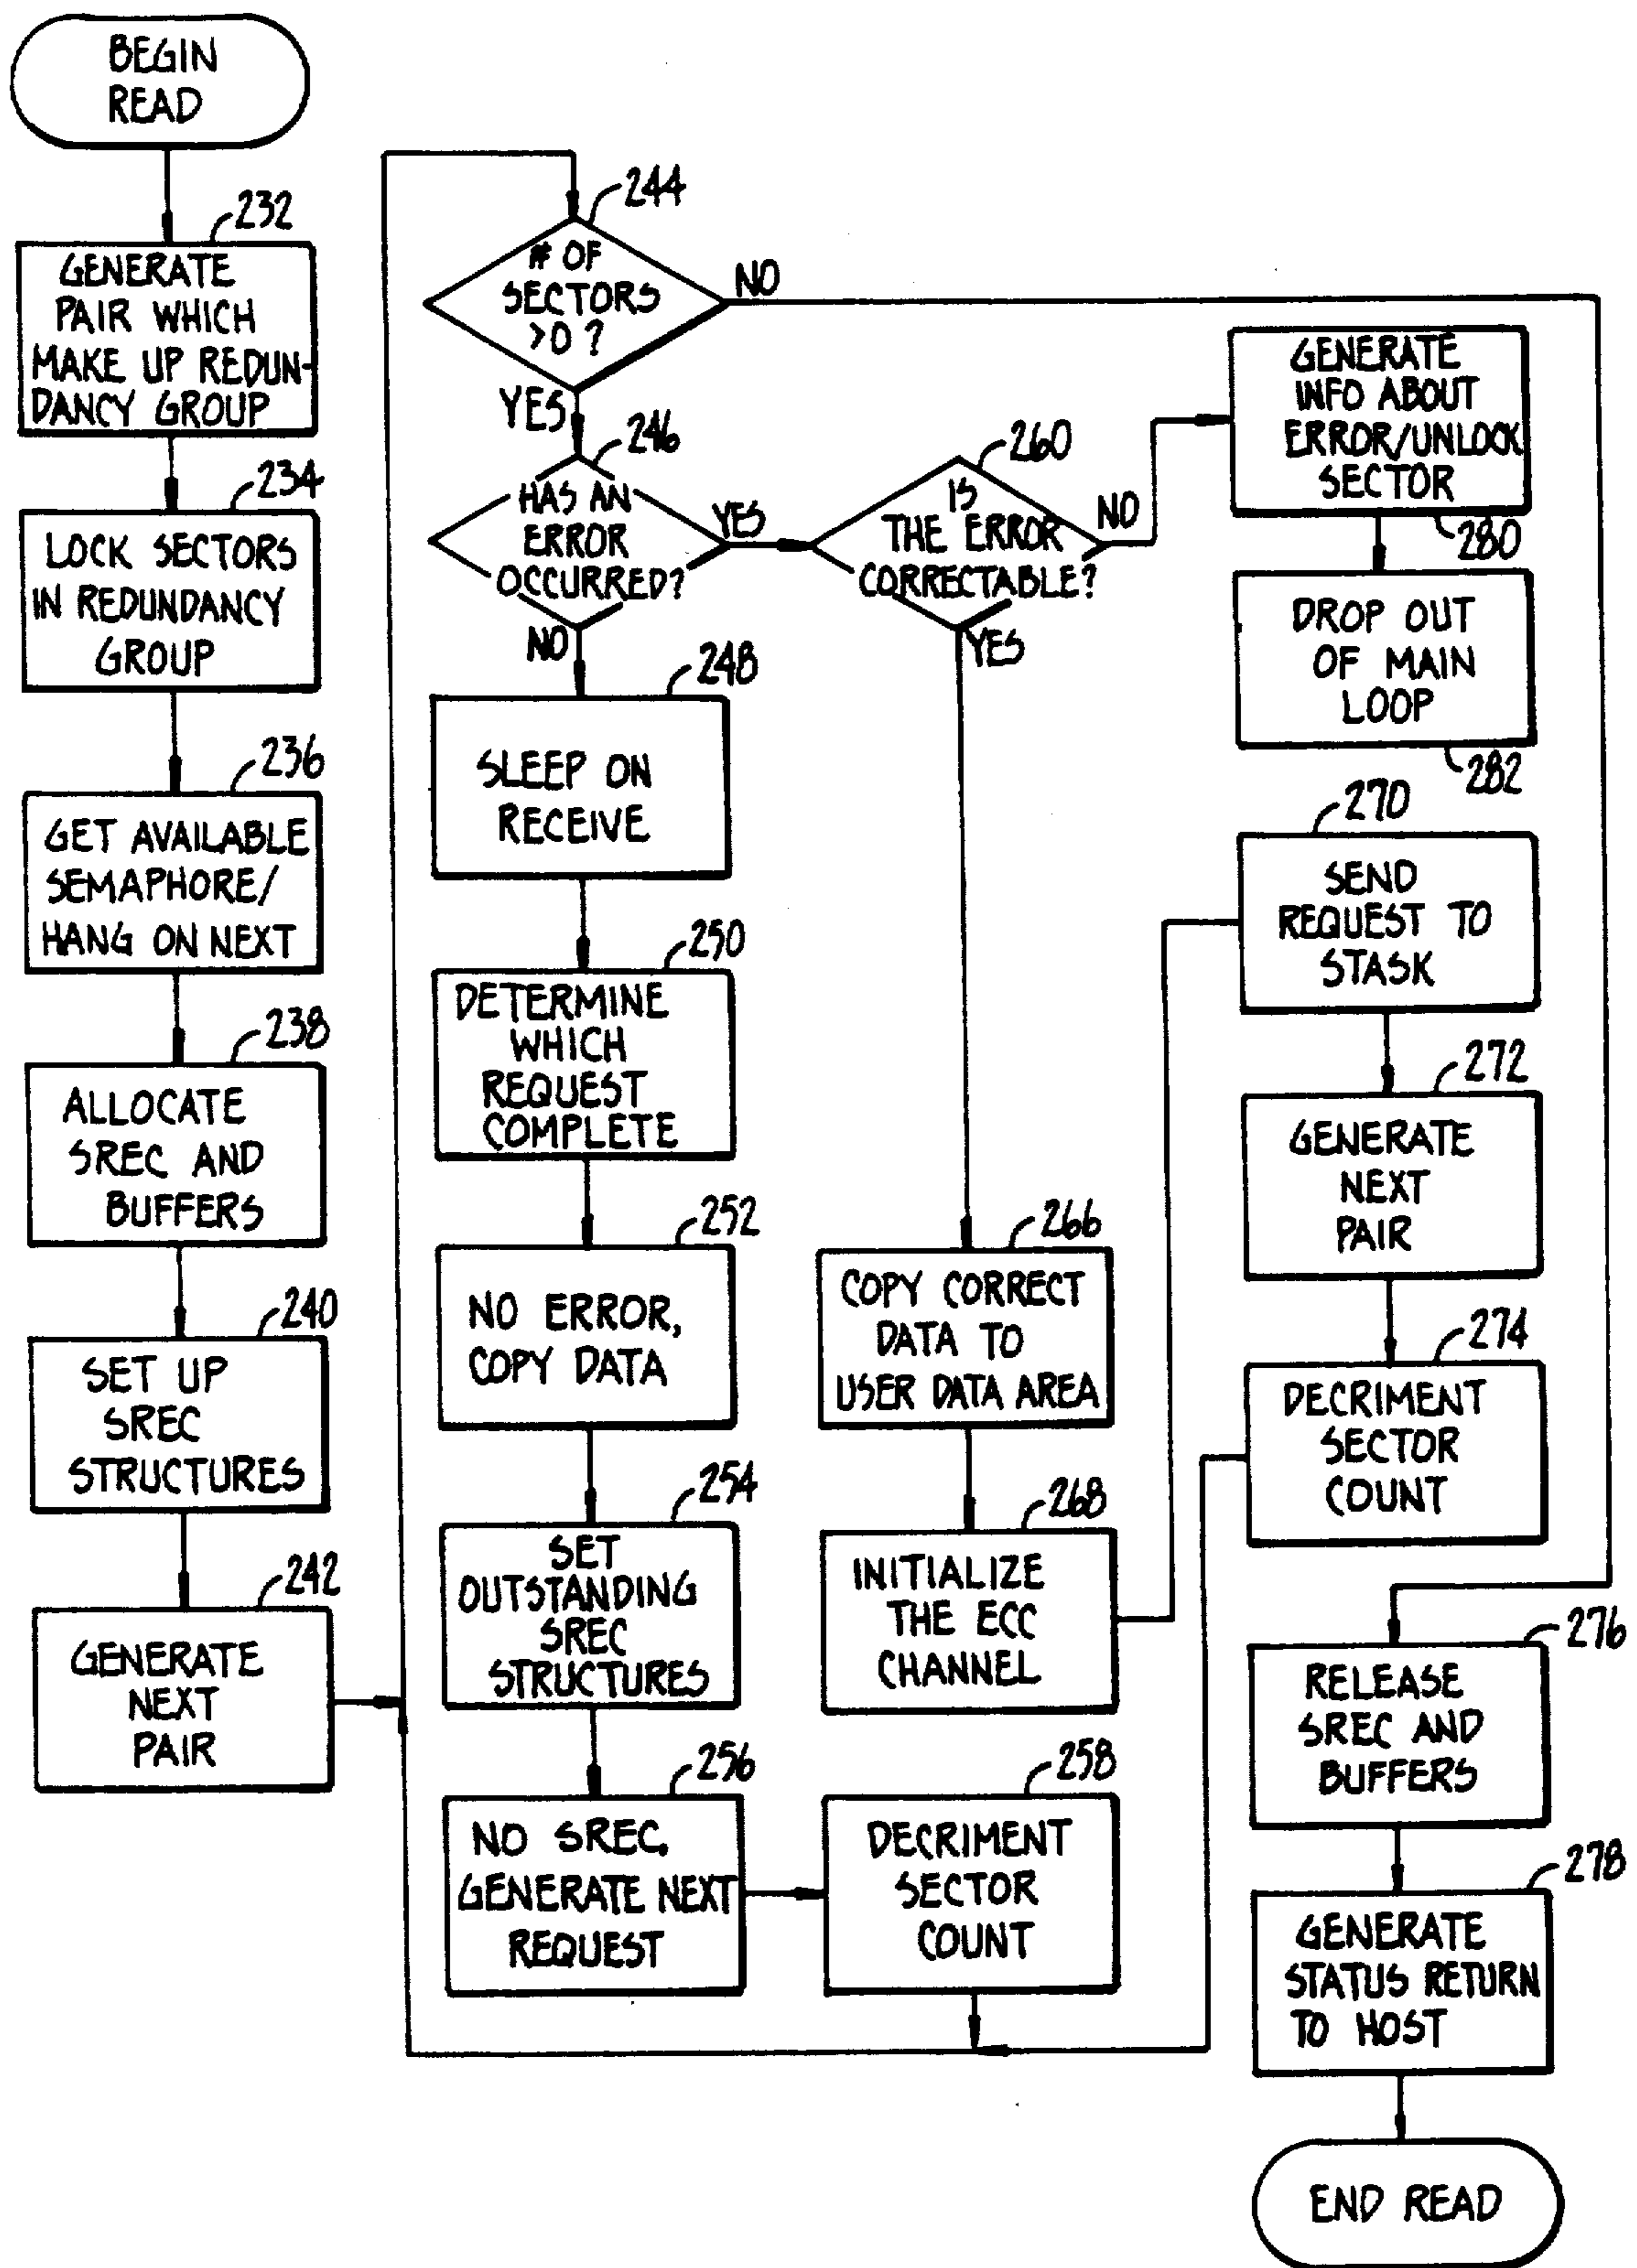 BEGIN
READ
232
GENERATE
PAIR WHICH
MAKE UP REDUN-
DANCY GROUP
234
LOCK SECTORS
IN REDUNDANCY
GROUP
236
GET AVAILABLE
SEMAPHORE/
HANG ON NEXT
238
ALLOCATE
SREC AND
BUFFERS
240
SET UP
SREC
STRUCTURES
242
GENERATE
NEXT
PAIR
244
# OF
SECTORS
>0 ?
NO
YES
246
HAS AN
ERROR
OCCURRED?
YES
NO
248
SLEEP ON
RECEIVE
250
DETERMINE
WHICH
REQUEST
COMPLETE
252
NO ERROR,
COPY DATA
254
SET
OUTSTANDING
SREC
STRUCTURES
256
NO SREC,
GENERATE NEXT
REQUEST
258
DECRIMENT
SECTOR
COUNT
260
IS
THE ERROR
CORRECTABLE?
NO
YES
266
COPY CORRECT
DATA TO
USER DATA AREA
268
INITIALIZE
THE ECC
CHANNEL
GENERATE
INFO ABOUT
ERROR/UNLOCK
SECTOR
280
DROP OUT
OF MAIN
LOOP
282
270
SEND
REQUEST TO
STASK
272
GENERATE
NEXT
PAIR
274
DECRIMENT
SECTOR
COUNT
276
RELEASE
SREC AND
BUFFERS
278
GENERATE
STATUS RETURN
TO HOST
END READ